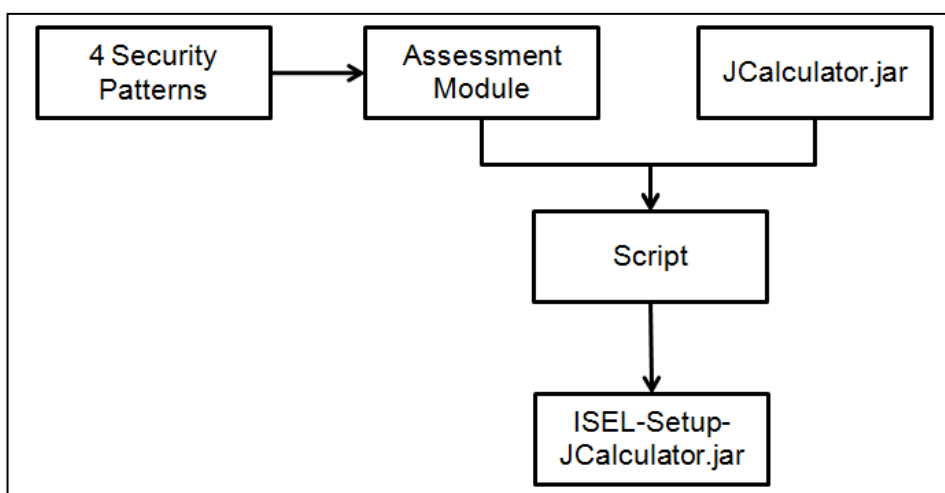 4 Security
Patterns
Assessment
Module
JCalculator.jar
Script
ISEL-Setup-
JCalculator.jar